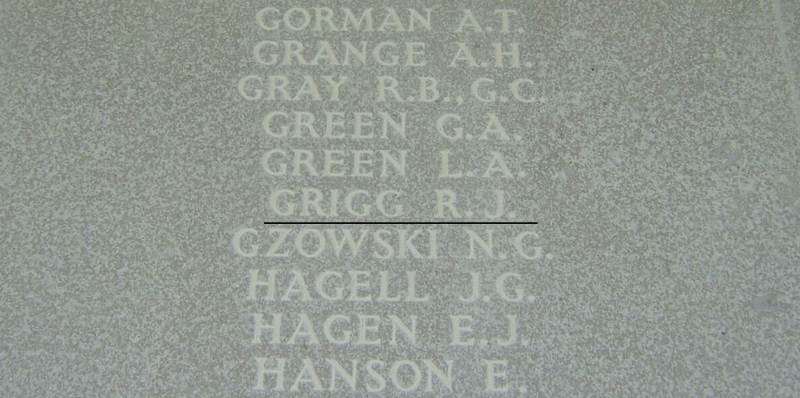 GORMAN A.T.
GRANGE A.H.
GRAY R.B., G.C.
GREEN G.A.
GREEN L.A.
GRIGG R.J.
GZOWSKI N.G.
HAGELL J.G.
HAGEN E.J.
HANSON E.